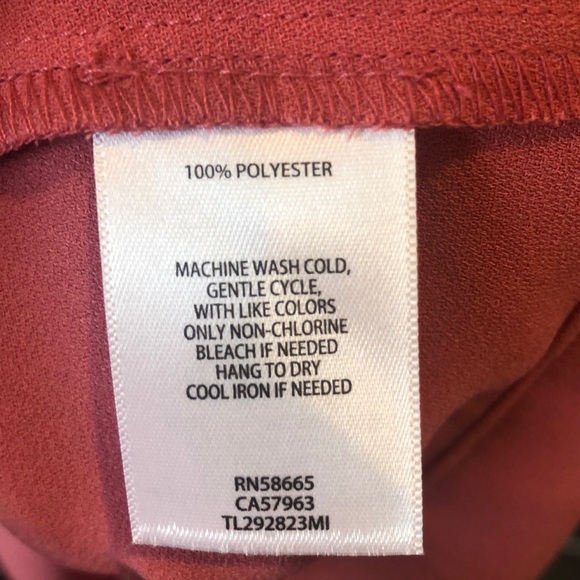 100% POLYESTER
MACHINE WASH COLD,
GENTLE CYCLE,
WITH LIKE COLORS
ONLY NON-CHLORINE
BLEACH IF NEEDED
HANG TO DRY
COOL IRON IF NEEDED
RN58665
CA57963
TL292823MI